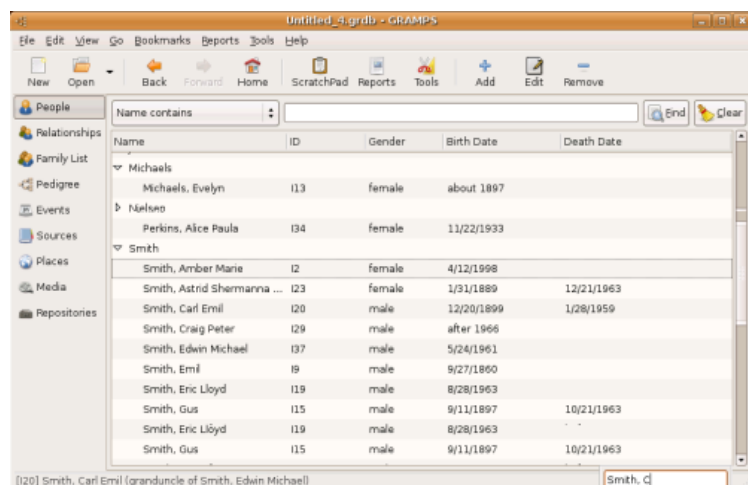 Untitled_4.grdb - GRAMPS
File Edit View Go Bookmarks Reports Tools Help
New Open Back Forward Home ScratchPad Reports Tools Add Edit Remove
People Name contains Find Clear
Relationships Name ID Gender Birth Date Death Date
Family List
Pedigree
Events
Sources
Places
Media
Repositories
Michaels
Michaels, Evelyn I13 female about 1897
Nielsen
Perkins, Alice Paula I34 female 11/22/1933
Smith
Smith, Amber Marie I2 female 4/12/1998
Smith, Astrid Shermanna ... I23 female 1/31/1889 12/21/1963
Smith, Carl Emil I20 male 12/20/1899 1/28/1959
Smith, Craig Peter I29 male after 1966
Smith, Edwin Michael I37 male 5/24/1961
Smith, Emil I9 male 9/27/1860
Smith, Eric Lloyd I19 male 8/28/1963
Smith, Gus I15 male 9/11/1897 10/21/1963
Smith, Eric Lloyd I19 male 8/28/1963
Smith, Gus I15 male 9/11/1897 10/21/1963
[I20] Smith, Carl Emil (granduncle of Smith, Edwin Michael) Smith, C